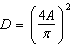 D = (4A/π)²